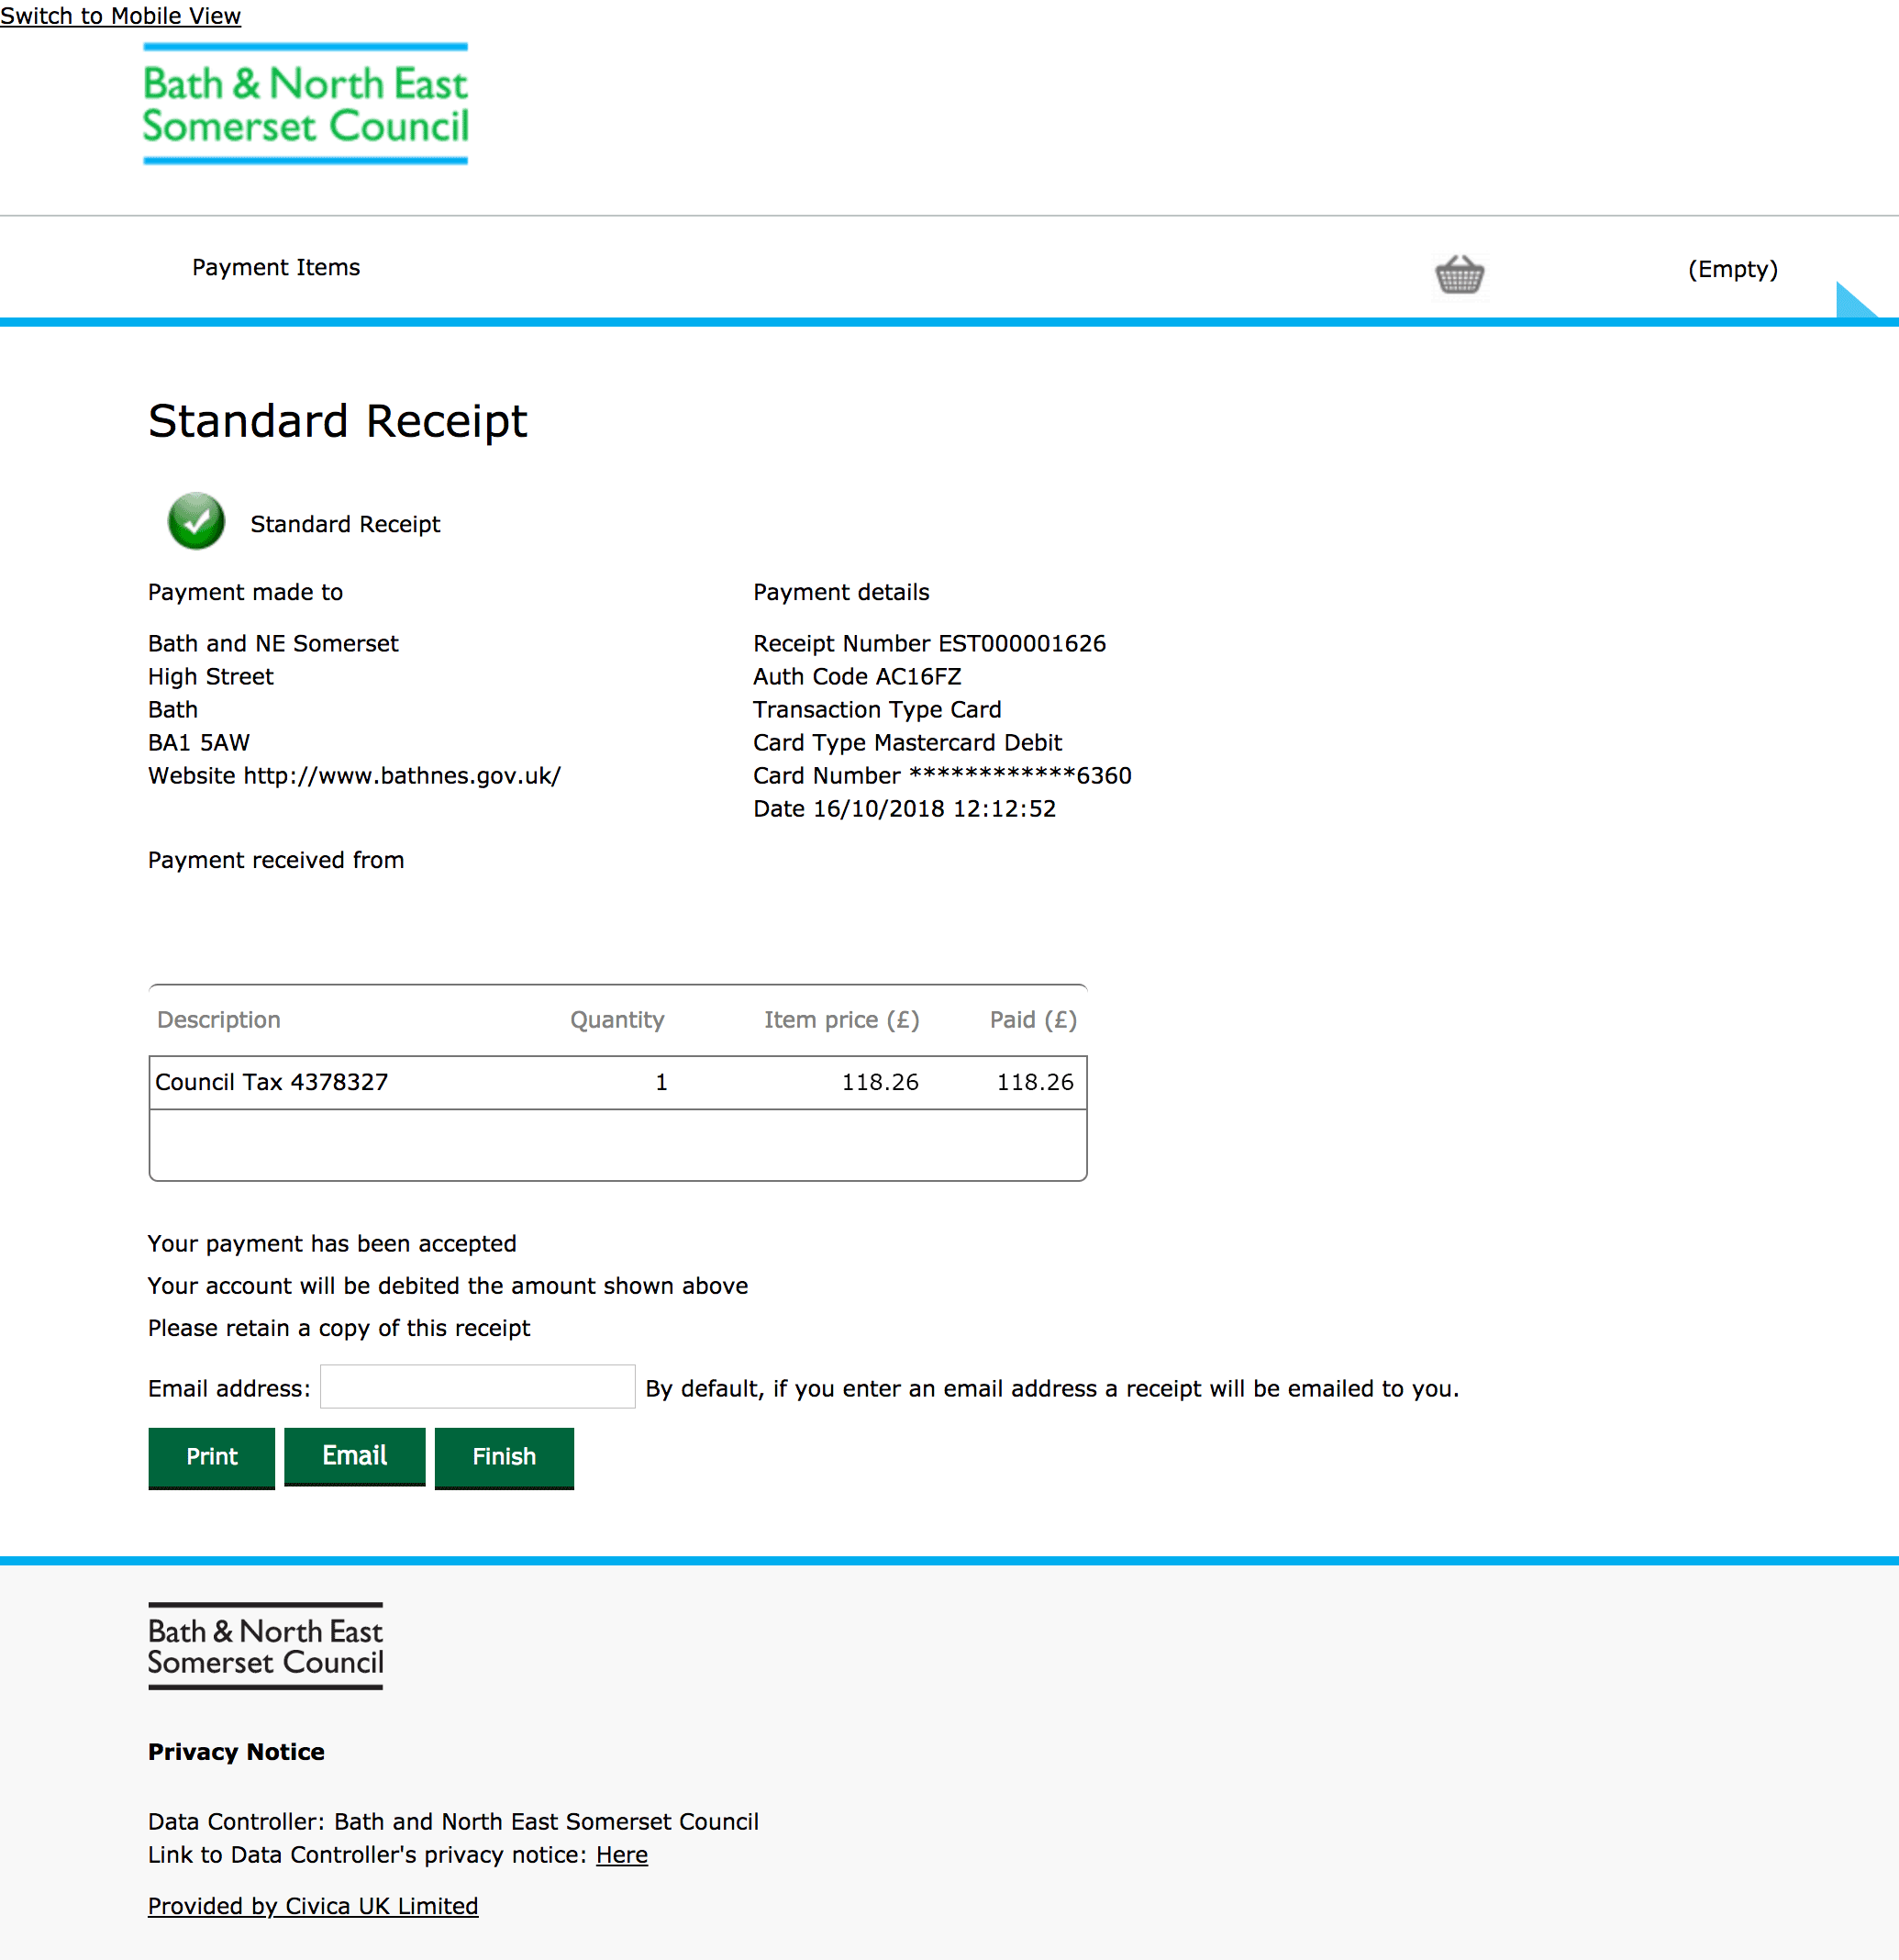 Switch to Mobile View
Bath & North East
Somerset Council
Payment Items
(Empty)
Standard Receipt
Standard Receipt
Payment made to
Bath and NE Somerset
High Street
Bath
BA1 5AW
Website http://www.bathnes.gov.uk/
Payment details
Receipt Number EST000001626
Auth Code AC16FZ
Transaction Type Card
Card Type Mastercard Debit
Card Number ************6360
Date 16/10/2018 12:12:52
Payment received from
Description Quantity Item price (£) Paid (£)
Council Tax 4378327 1 118.26 118.26
Your payment has been accepted
Your account will be debited the amount shown above
Please retain a copy of this receipt
Email address: By default, if you enter an email address a receipt will be emailed to you.
Print Email Finish
Bath & North East
Somerset Council
Privacy Notice
Data Controller: Bath and North East Somerset Council
Link to Data Controller's privacy notice: Here
Provided by Civica UK Limited